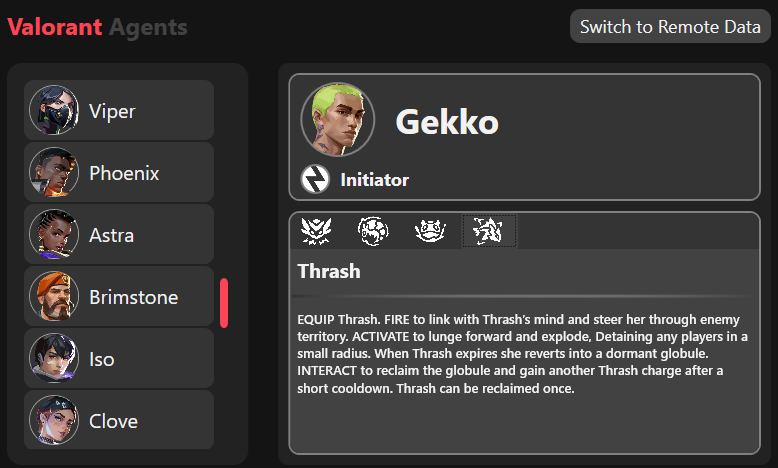 Valorant Agents
Switch to Remote Data
Viper
Phoenix
Astra
Brimstone
Iso
Clove
Gekko
Initiator
Thrash
EQUIP Thrash. FIRE to link with Thrash’s mind and steer her through enemy
territory. ACTIVATE to lunge forward and explode, Detaining any players in a
small radius. When Thrash expires she reverts into a dormant globule.
INTERACT to reclaim the globule and gain another Thrash charge after a
short cooldown. Thrash can be reclaimed once.